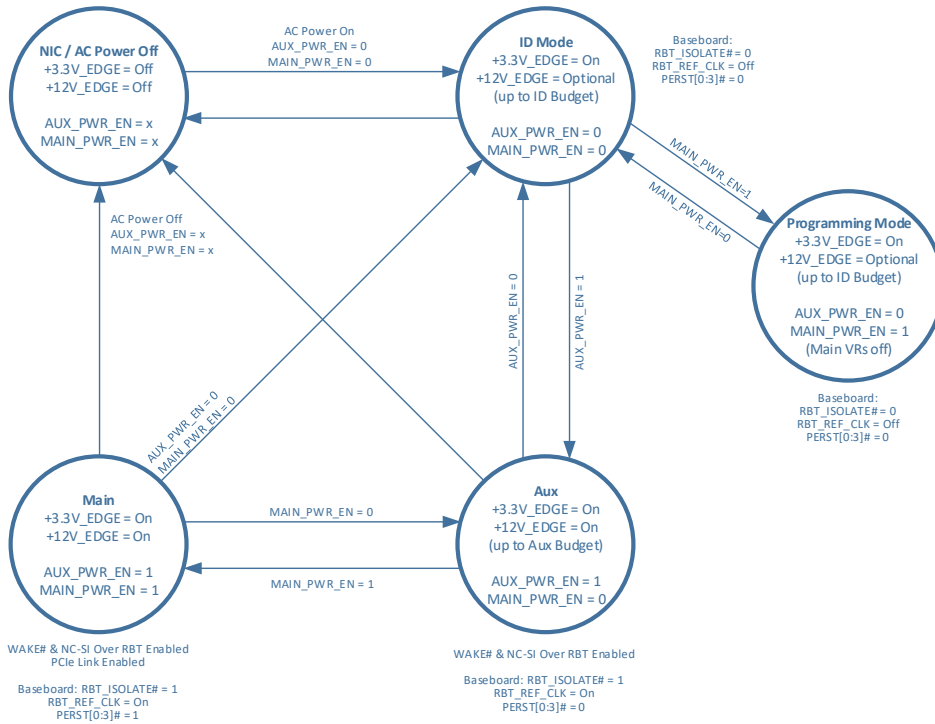 NIC / AC Power Off
+3.3V_EDGE = Off
+12V_EDGE = Off
AUX_PWR_EN = x
MAIN_PWR_EN = x
AC Power On
AUX_PWR_EN = 0
MAIN_PWR_EN = 0
ID Mode
+3.3V_EDGE = On
+12V_EDGE = Optional
(up to ID Budget)
AUX_PWR_EN = 0
MAIN_PWR_EN = 0
Baseboard:
RBT_ISOLATE# = 0
RBT_REF_CLK = Off
PERST[0:3]# = 0
MAIN_PWR_EN=1
MAIN_PWR_EN=0
Programming Mode
+3.3V_EDGE = On
+12V_EDGE = Optional
(up to ID Budget)
AUX_PWR_EN = 0
MAIN_PWR_EN = 1
(Main VRs off)
Baseboard:
RBT_ISOLATE# = 0
RBT_REF_CLK = Off
PERST[0:3]# = 0
AC Power Off
AUX_PWR_EN = x
MAIN_PWR_EN = x
AUX_PWR_EN = 0
AUX_PWR_EN = 1
AUX_PWR_EN = 0
MAIN_PWR_EN = 0
Main
+3.3V_EDGE = On
+12V_EDGE = On
AUX_PWR_EN = 1
MAIN_PWR_EN = 1
MAIN_PWR_EN = 0
MAIN_PWR_EN = 1
Aux
+3.3V_EDGE = On
+12V_EDGE = On
(up to Aux Budget)
AUX_PWR_EN = 1
MAIN_PWR_EN = 0
WAKE# & NC-SI Over RBT Enabled
PCIe Link Enabled
Baseboard: RBT_ISOLATE# = 1
RBT_REF_CLK = On
PERST[0:3]# = 1
WAKE# & NC-SI Over RBT Enabled
Baseboard: RBT_ISOLATE# = 1
RBT_REF_CLK = On
PERST[0:3]# = 0